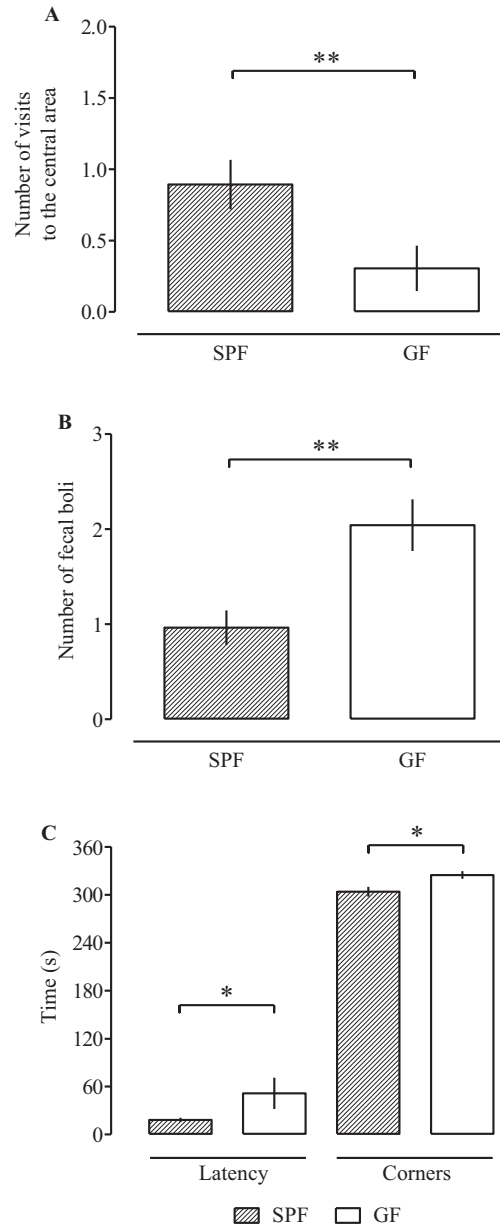 A
Number of visits
to the central area
2.0
1.5
1.0
0.5
0.0
**
SPF GF
B
Number of fecal boli
3
2
1
0
**
SPF GF
C
Time (s)
360
300
240
180
120
60
0
*
*
Latency Corners
SPF GF